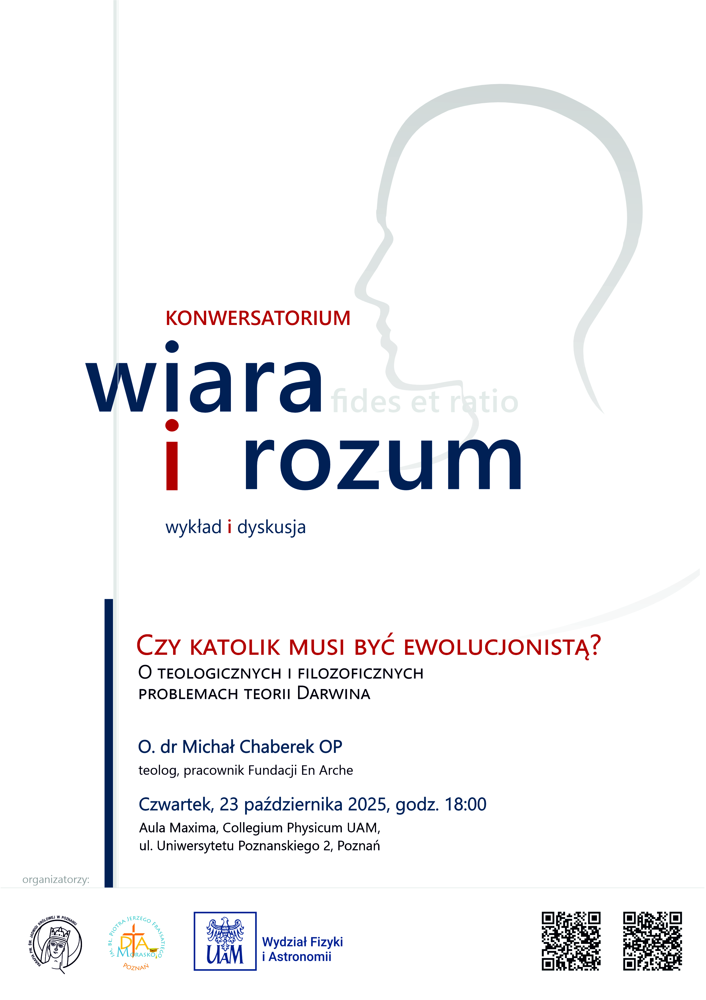 KONWERSATORIUM
wiara
fides et ratio
i rozum
wykład i dyskusja
Czy katolik musi być ewolucjonistą?
O teologicznych i filozoficznych
problemach teorii Darwina
O. dr Michał Chaberek OP
teolog, pracownik Fundacji En Arche
Czwartek, 23 października 2025, godz. 18:00
Aula Maxima, Collegium Physicum UAM,
ul. Uniwersytetu Poznanskiego 2, Poznań
organizatorzy:
PARAFIA PW. ŚW. JADWIGI KRÓLOWEJ W POZNANIU
IM. BŁ. PIOTRA JERZEGO FRASSATIEGO
DA
MORASKO
POZNAŃ
UAM
Wydział Fizyki
i Astronomii